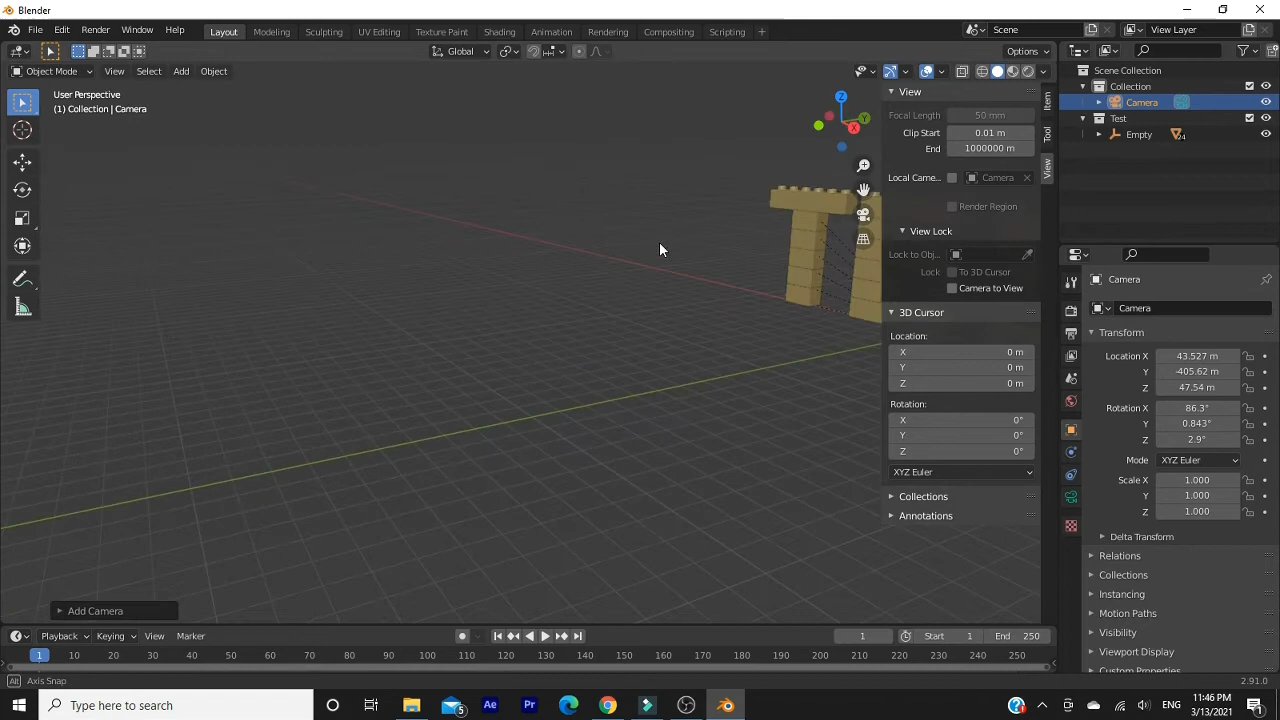 Blender
File Edit Render Window Help Layout Modeling Sculpting UV Editing Texture Paint Shading Animation Rendering Compositing Scripting + Scene View Layer
Global Options
Object Mode View Select Add Object
User Perspective
(1) Collection | Camera
Z
Y
X
View
Focal Length 50 mm
Clip Start 0.01 m
End 1000000 m
Local Came... Camera
Render Region
View Lock
Lock to Obj...
Lock To 3D Cursor
Camera to View
3D Cursor
Location:
X 0 m
Y 0 m
Z 0 m
Rotation:
X 0°
Y 0°
Z 0°
XYZ Euler
Collections
Annotations
Item
Tool
View
Scene Collection
Collection
Camera
Test
Empty 24
Camera
Camera
Transform
Location X 43.527 m
Y -405.62 m
Z 47.54 m
Rotation X 86.3°
Y 0.843°
Z 2.9°
Mode XYZ Euler
Scale X 1.000
Y 1.000
Z 1.000
Delta Transform
Relations
Collections
Instancing
Motion Paths
Visibility
Viewport Display
Custom Properties
Add Camera
Playback Keying View Marker 1 Start 1 End 250
1 10 20 30 40 50 60 70 80 90 100 110 120 130 140 150 160 170 180 190 200 210 220 230 240 250
Alt Axis Snap 2.91.0
Type here to search 5 Ae Pr ENG 11:46 PM
3/13/2021 1